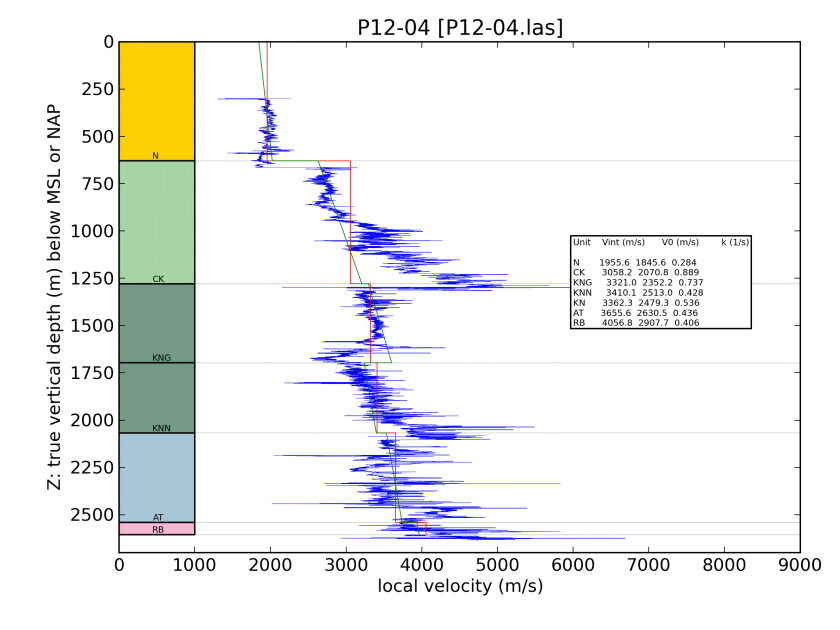 P12-04 [P12-04.las]
Z: true vertical depth (m) below MSL or NAP
0
250
500
750
1000
1250
1500
1750
2000
2250
2500
N
CK
KNG
KNN
AT
RB
Unit Vint (m/s) V0 (m/s) k (1/s)
N 1955.6 1845.6 0.284
CK 3058.2 2070.8 0.889
KNG 3321.0 2352.2 0.737
KNN 3410.1 2513.0 0.428
KN 3362.3 2479.3 0.536
AT 3655.6 2630.5 0.436
RB 4056.8 2907.7 0.406
0 1000 2000 3000 4000 5000 6000 7000 8000 9000
local velocity (m/s)